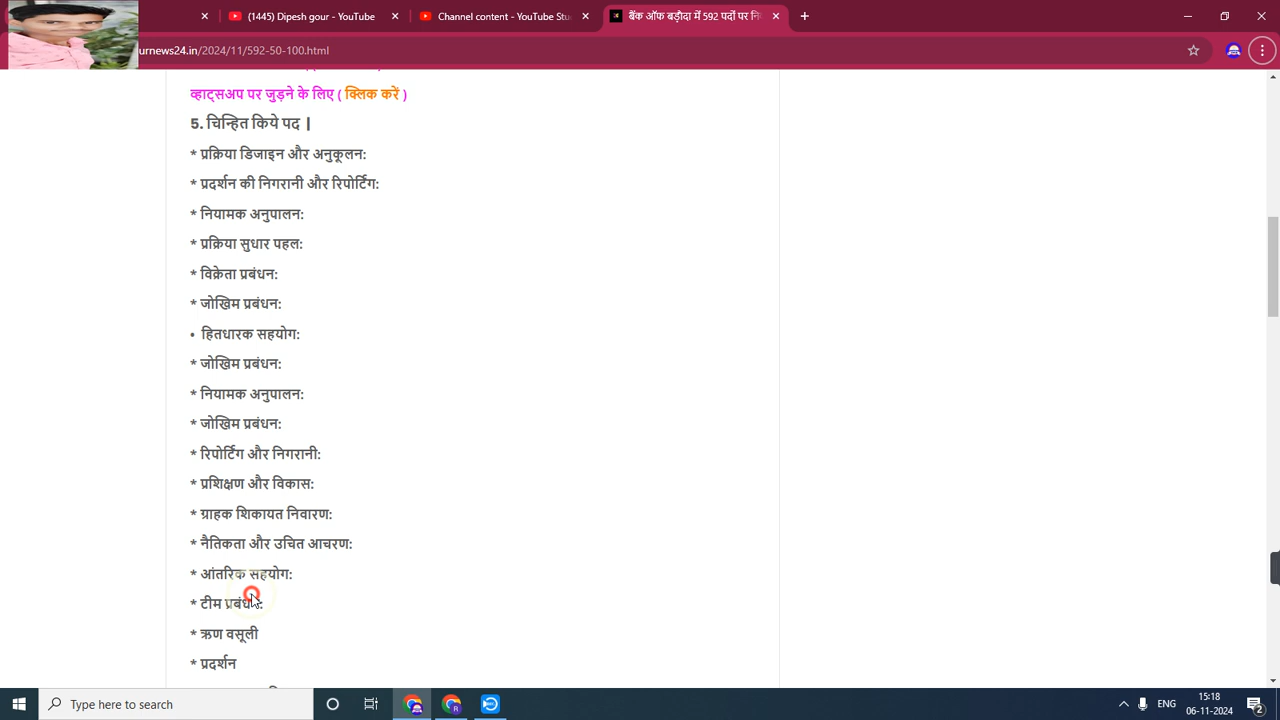 (1445) Dipesh gour - YouTube
Channel content - YouTube Stu
बैंक ऑफ बड़ौदा में 592 पदों पर नि
urnews24.in/2024/11/592-50-100.html
व्हाट्सअप पर जुड़ने के लिए ( क्लिक करें )
5. चिन्हित किये पद |
* प्रक्रिया डिजाइन और अनुकूलन:
* प्रदर्शन की निगरानी और रिपोर्टिंग:
* नियामक अनुपालन:
* प्रक्रिया सुधार पहल:
* विक्रेता प्रबंधन:
* जोखिम प्रबंधन:
• हितधारक सहयोग:
* जोखिम प्रबंधन:
* नियामक अनुपालन:
* जोखिम प्रबंधन:
* रिपोर्टिंग और निगरानी:
* प्रशिक्षण और विकास:
* ग्राहक शिकायत निवारण:
* नैतिकता और उचित आचरण:
* आंतरिक सहयोग:
* टीम प्रबंधन:
* ऋण वसूली
* प्रदर्शन
Type here to search
ENG
15:18
06-11-2024
2